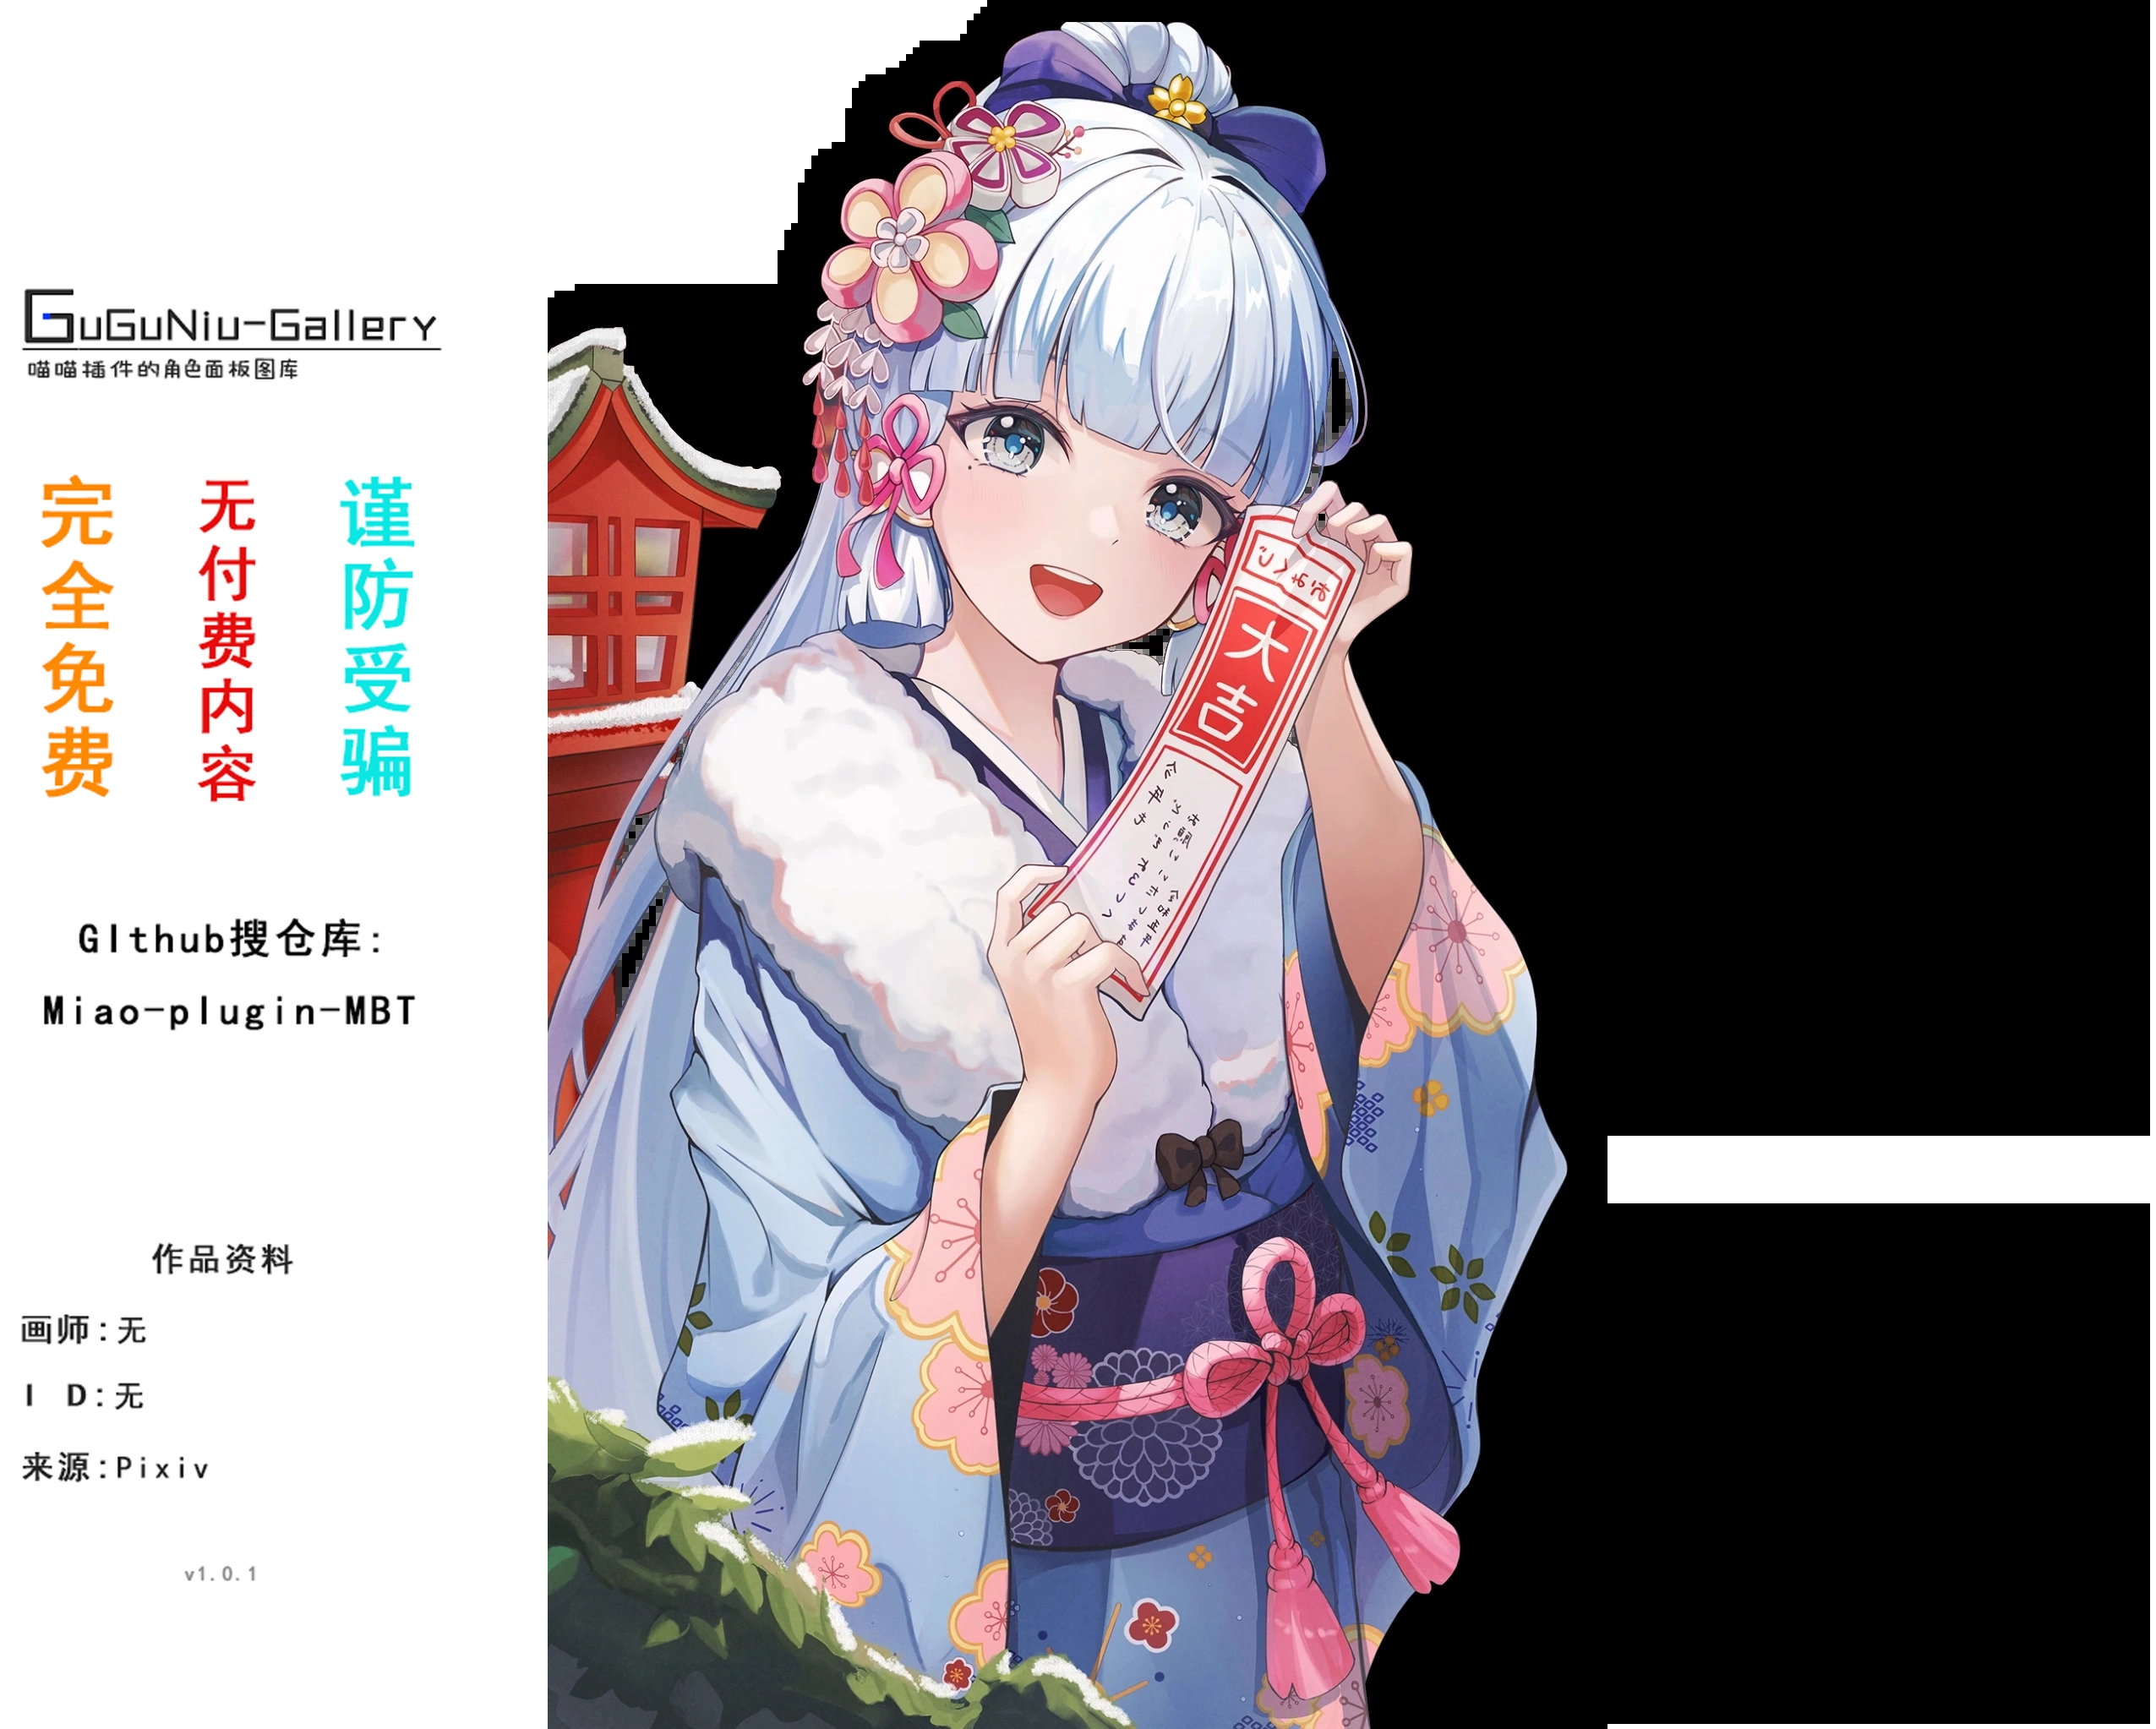 GuGuNiu-Gallery
喵喵插件的角色面板图库
完全免费
无付费内容
谨防受骗
GIthub搜仓库:
Miao-plugin-MBT
作品资料
画师:无
I D:无
来源:Pixiv
v1.0.1
大吉